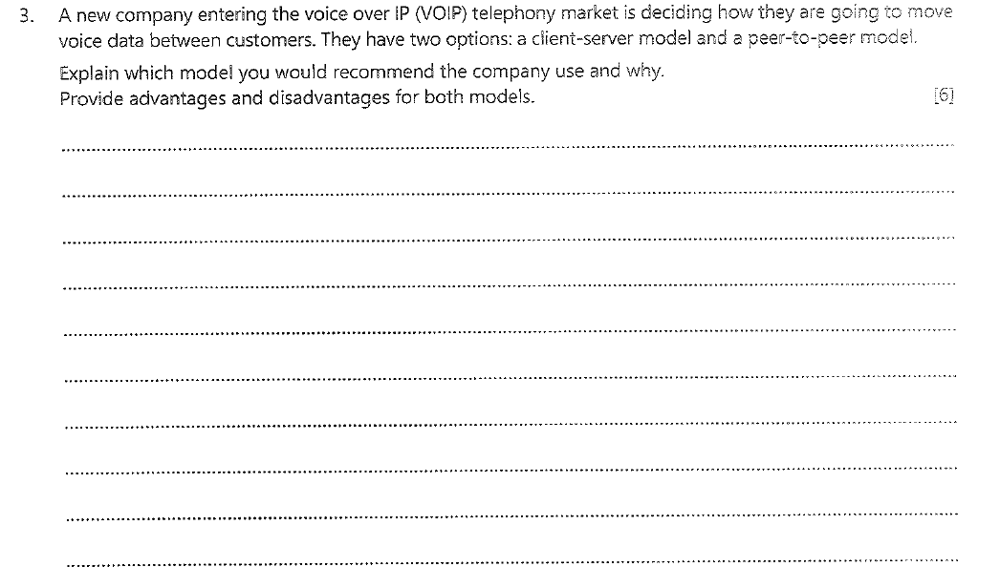 3. A new company entering the voice over IP (VOIP) telephony market is deciding how they are going to move
voice data between customers. They have two options: a client-server model and a peer-to-peer model.
Explain which model you would recommend the company use and why.
Provide advantages and disadvantages for both models. [6]